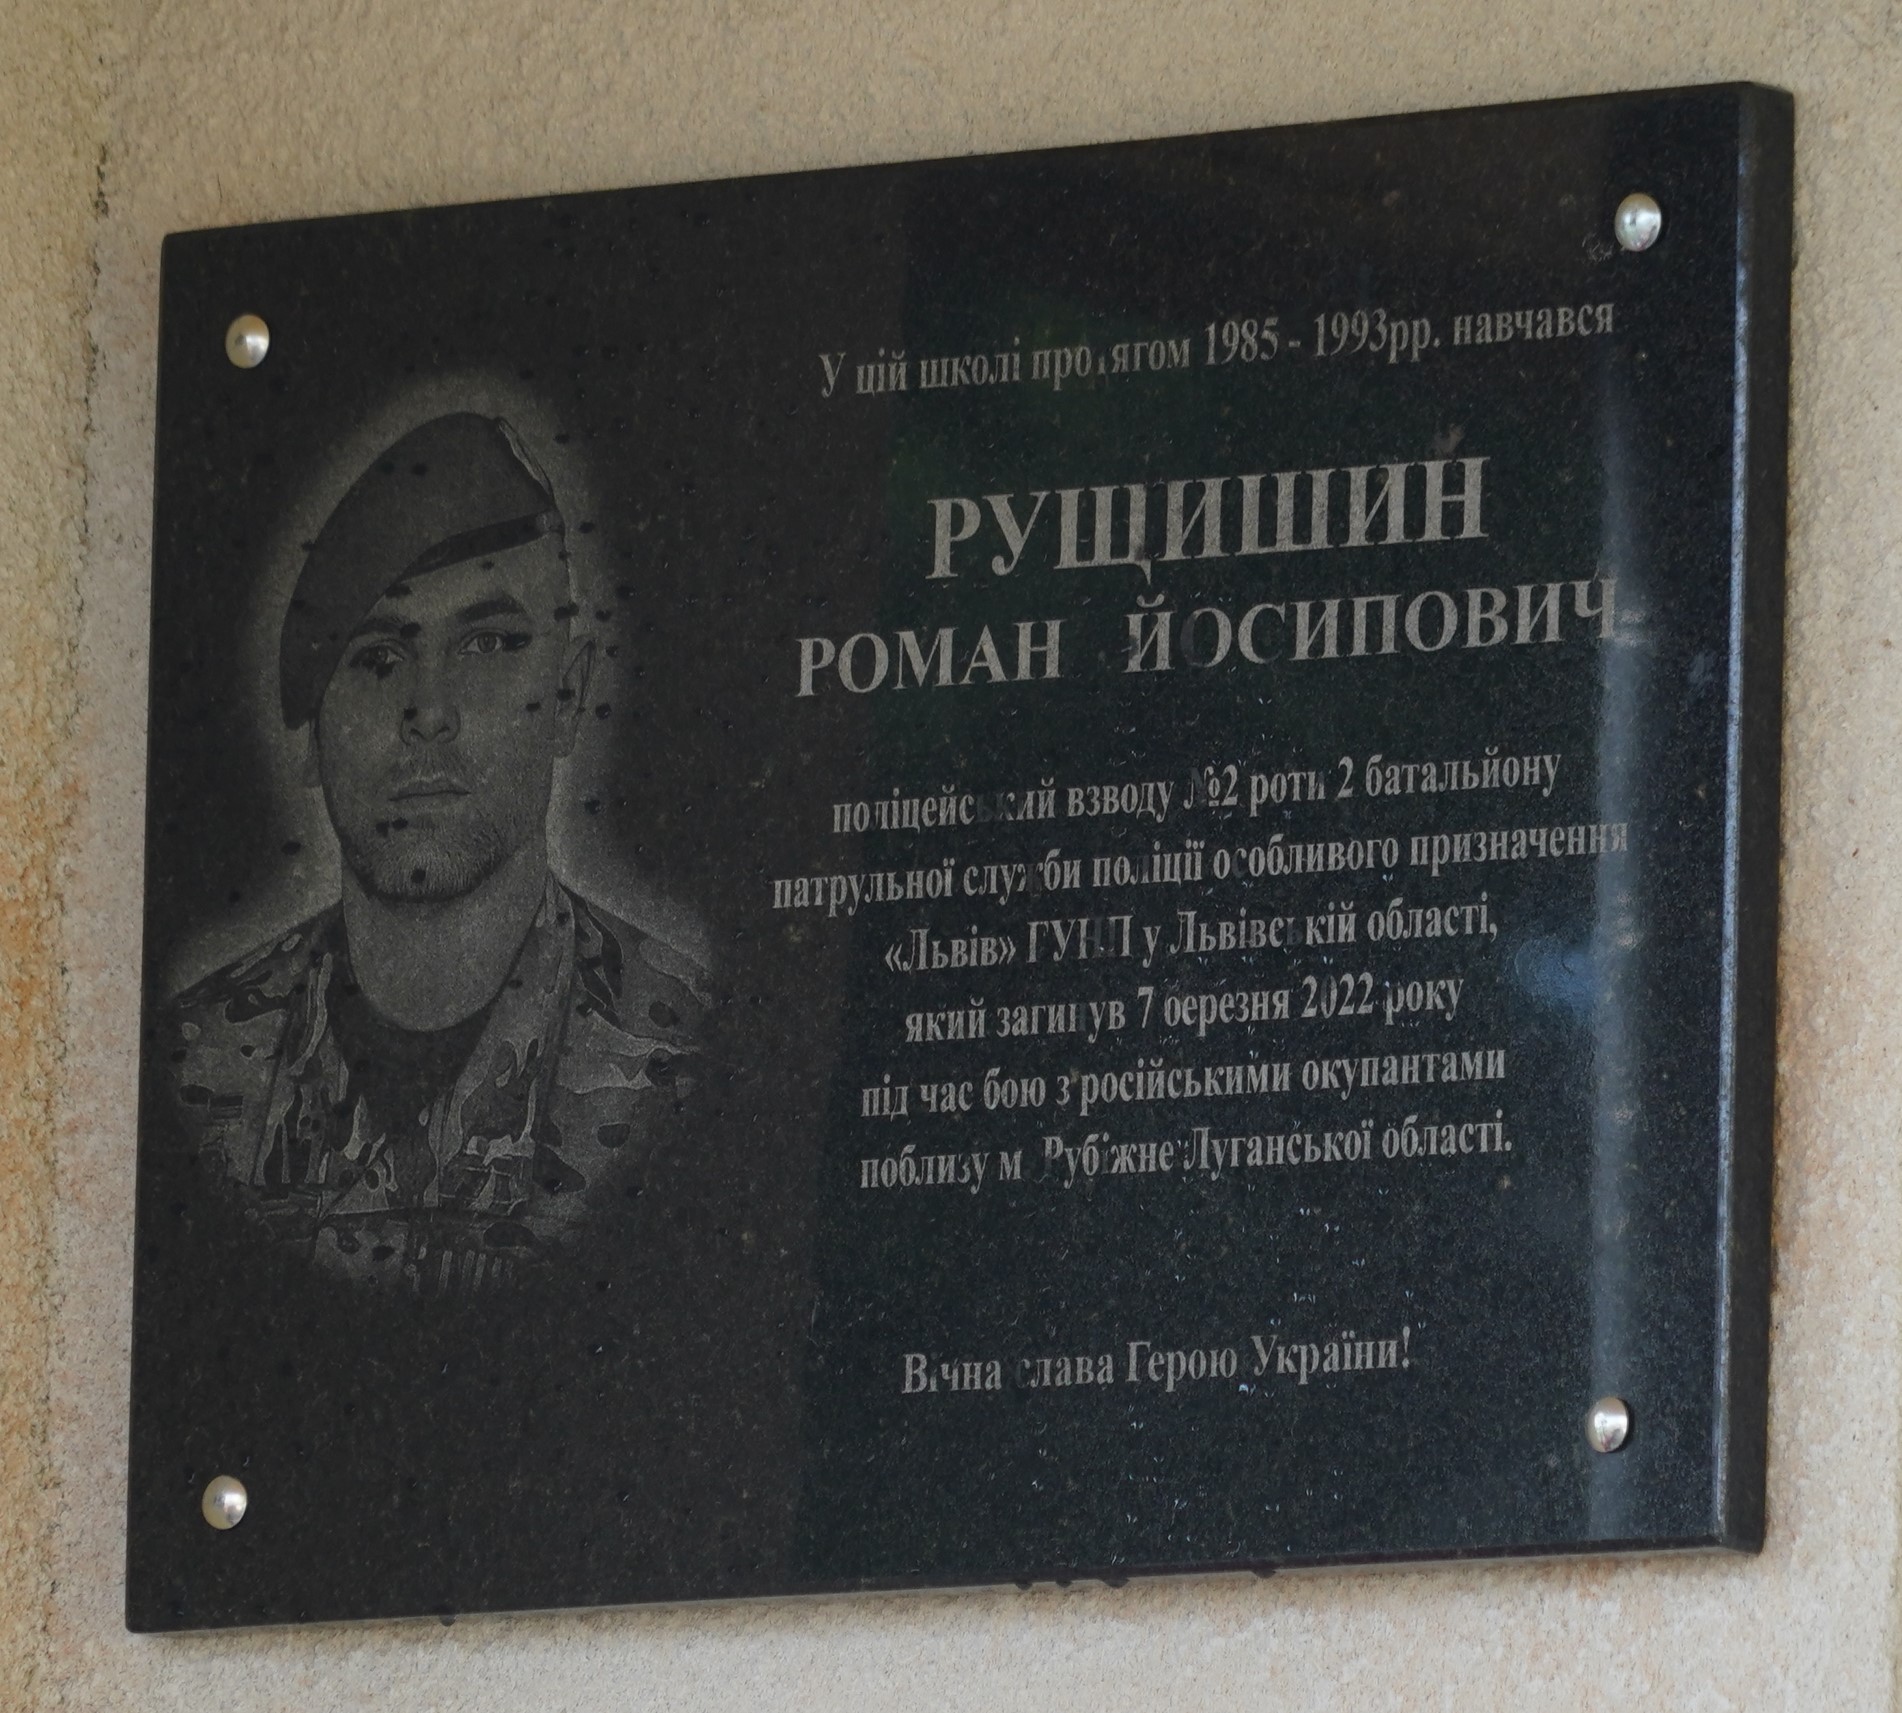 У цій школі протягом 1985 - 1993рр. навчався
РУЩИШИН
РОМАН ЙОСИПОВИЧ
поліцейський взводу №2 роти 2 батальйону
патрульної служби поліції особливого призначення
«Львів» ГУНП у Львівській області,
який загинув 7 березня 2022 року
під час бою з російськими окупантами
поблизу м. Рубіжне Луганської області.
Вічна слава Герою України!